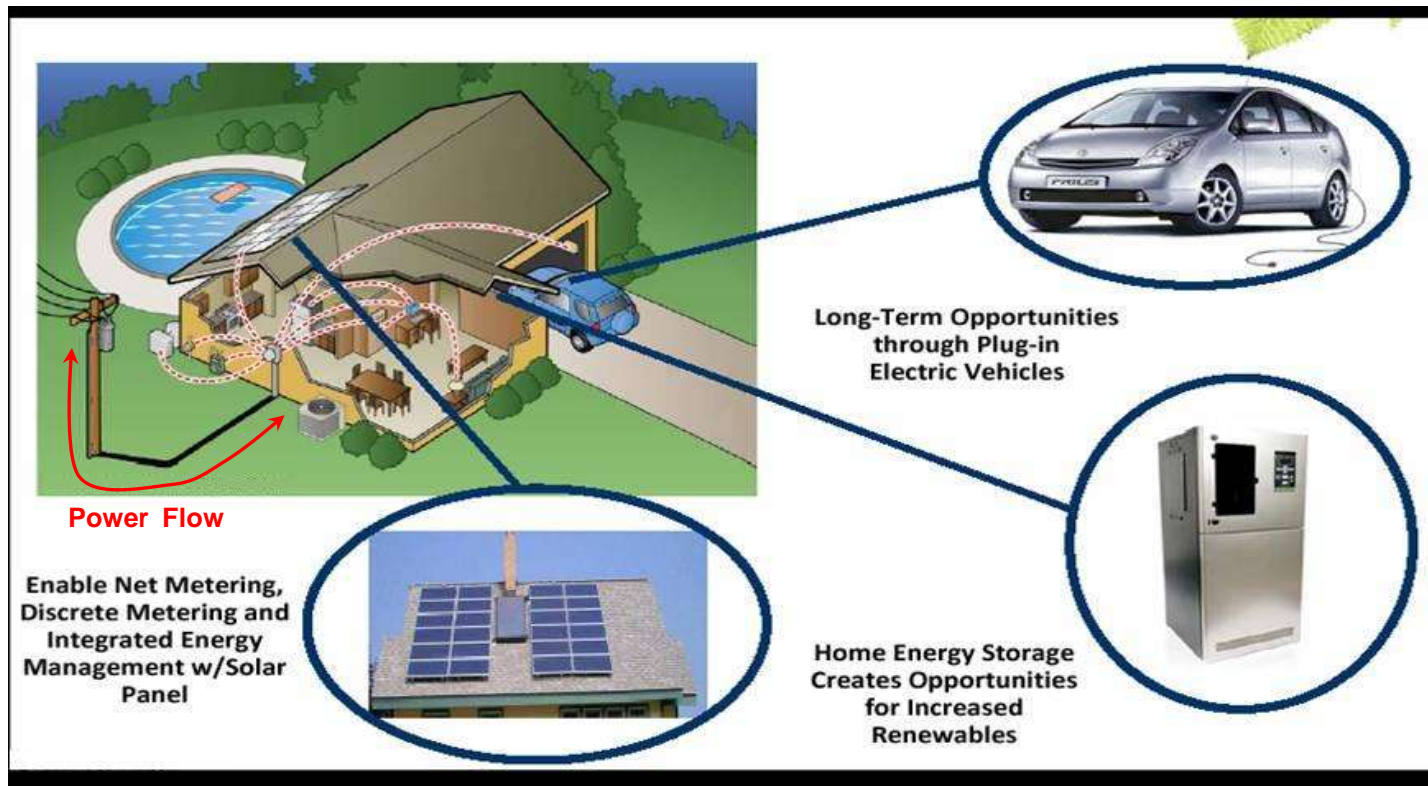 Long-Term Opportunities
through Plug-in
Electric Vehicles
Power Flow
Enable Net Metering,
Discrete Metering and
Integrated Energy
Management w/Solar
Panel
Home Energy Storage
Creates Opportunities
for Increased
Renewables
PRIUS